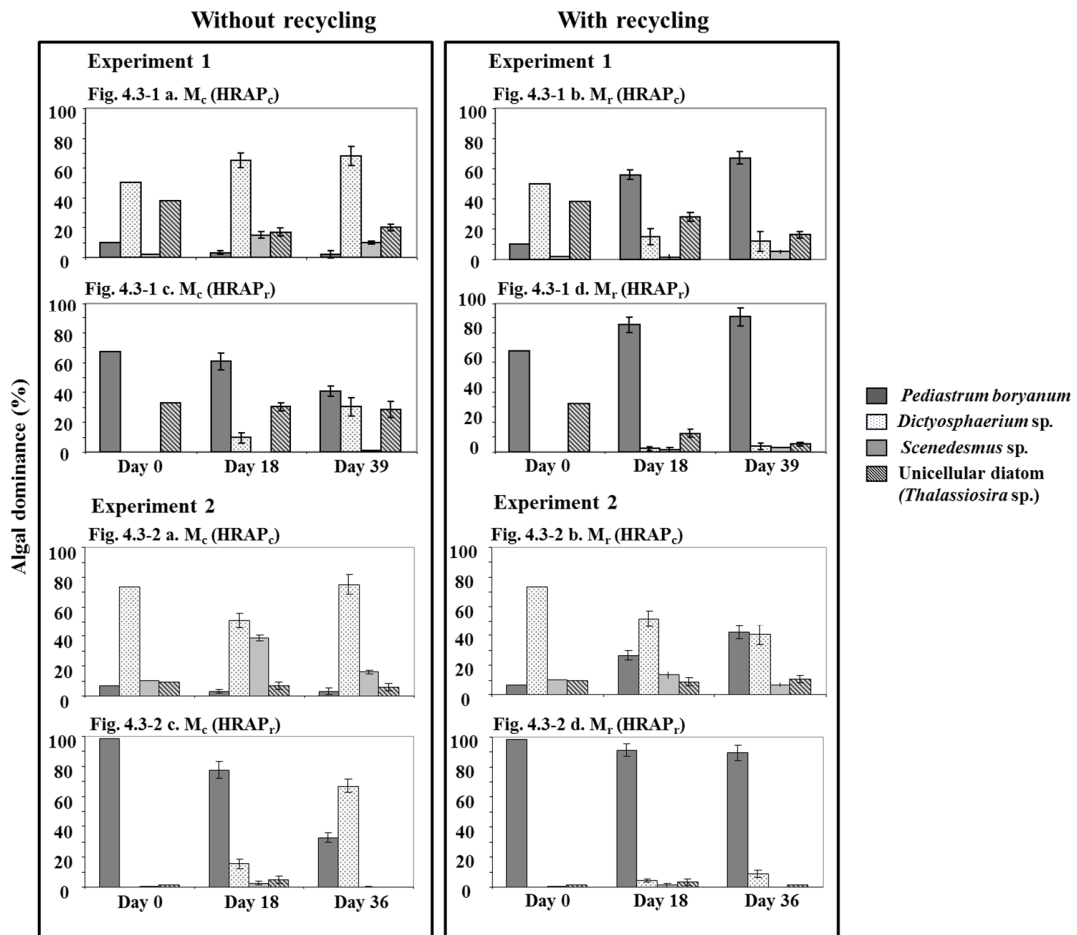 Without recycling
With recycling
Experiment 1
Experiment 1
Fig. 4.3-1 a. Mc (HRAPc)
Fig. 4.3-1 b. Mr (HRAPc)
100
80
60
40
20
0
100
80
60
40
20
0
Fig. 4.3-1 c. Mc (HRAPr)
Fig. 4.3-1 d. Mr (HRAPr)
100
80
60
40
20
0
100
80
60
40
20
0
Day 0 Day 18 Day 39
Day 0 Day 18 Day 39
Experiment 2
Experiment 2
Fig. 4.3-2 a. Mc (HRAPc)
Fig. 4.3-2 b. Mr (HRAPc)
100
80
60
40
20
0
100
80
60
40
20
0
Fig. 4.3-2 c. Mc (HRAPr)
Fig. 4.3-2 d. Mr (HRAPr)
100
80
60
40
20
0
100
80
60
40
20
0
Day 0 Day 18 Day 36
Day 0 Day 18 Day 36
Algal dominance (%)
Pediastrum boryanum
Dictyosphaerium sp.
Scenedesmus sp.
Unicellular diatom
(Thalassiosira sp.)